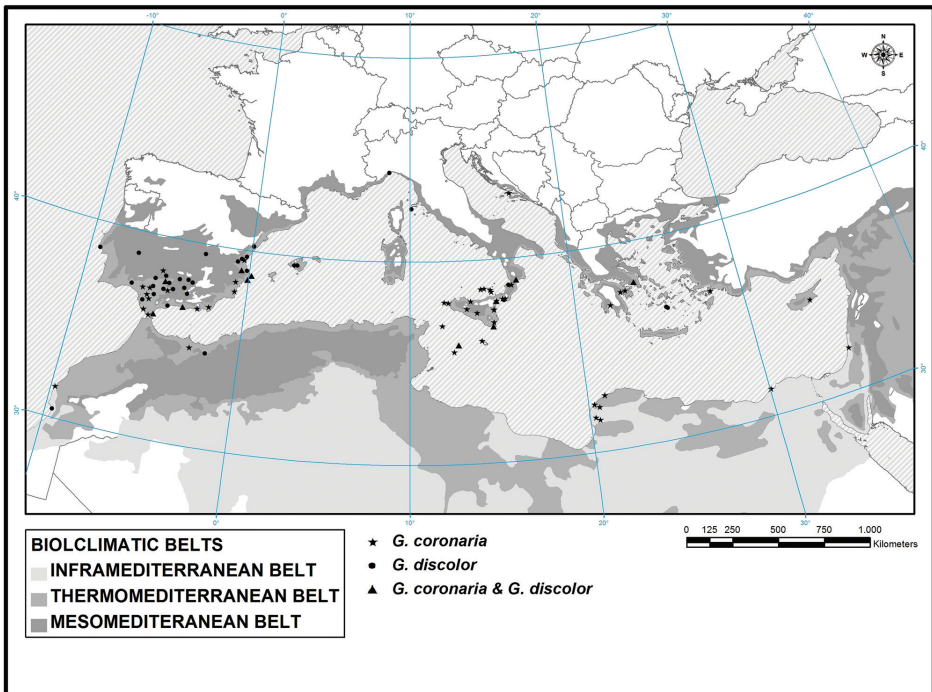 -10° 0° 10° 20° 30° 40°
N
W E
S
40°
40°
30°
30°
0° 10° 20° 30°
BIOLCLIMATIC BELTS
INFRAMEDITERRANEAN BELT
THERMOMEDITERRANEAN BELT
MESOMEDITERANEAN BELT
G. coronaria
G. discolor
G. coronaria & G. discolor
0 125 250 500 750 1.000
Kilometers